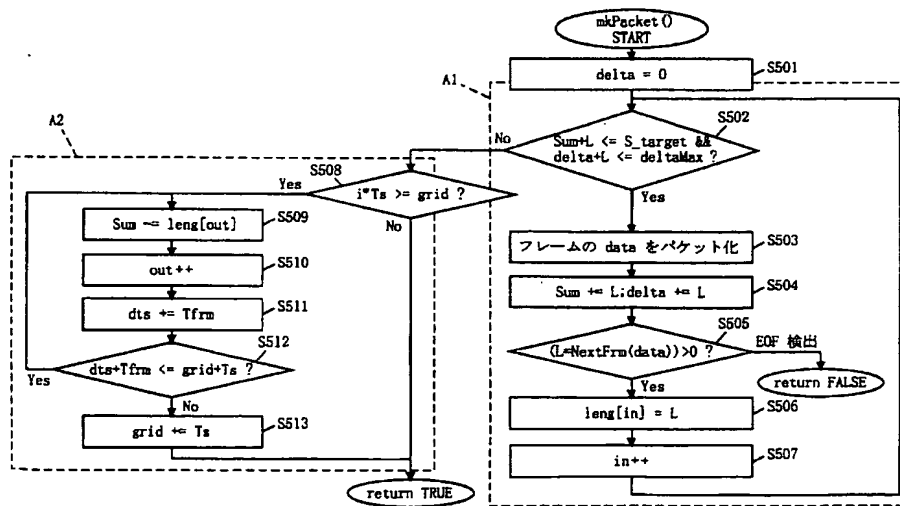 mkPacket()
START
delta = 0
S501
A1
S502
Sum+L <= S_target &&
delta+L <= deltaMax ?
No
Yes
フレームの data をパケット化
S503
Sum += L;delta += L
S504
S505
(L=NextFrm(data))>0 ?
EOF 検出
return FALSE
Yes
leng[in] = L
S506
in++
S507
A2
S508
i*Ts >= grid ?
Yes
No
Sum -= leng[out]
S509
out++
S510
dts += Tfrm
S511
S512
dts+Tfrm <= grid+Ts ?
Yes
No
grid += Ts
S513
return TRUE